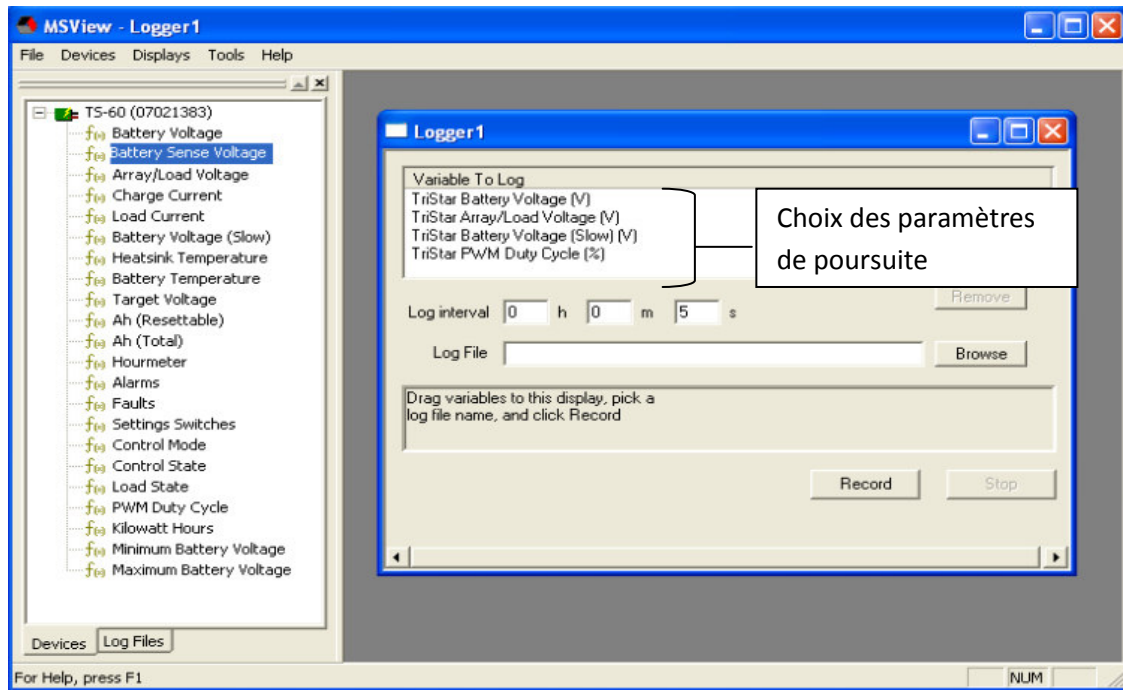 MSView - Logger1
File Devices Displays Tools Help
TS-60 (07021383)
f(x) Battery Voltage
f(x) Battery Sense Voltage
f(x) Array/Load Voltage
f(x) Charge Current
f(x) Load Current
f(x) Battery Voltage (Slow)
f(x) Heatsink Temperature
f(x) Battery Temperature
f(x) Target Voltage
f(x) Ah (Resettable)
f(x) Ah (Total)
f(x) Hourmeter
f(x) Alarms
f(x) Faults
f(x) Settings Switches
f(x) Control Mode
f(x) Control State
f(x) Load State
f(x) PWM Duty Cycle
f(x) Kilowatt Hours
f(x) Minimum Battery Voltage
f(x) Maximum Battery Voltage
Devices Log Files
Logger1
Variable To Log
TriStar Battery Voltage (V)
TriStar Array/Load Voltage (V)
TriStar Battery Voltage (Slow) (V)
TriStar PWM Duty Cycle (%)
Choix des paramètres
de poursuite
Remove
Log interval 0 h 0 m 5 s
Log File Browse
Drag variables to this display, pick a
log file name, and click Record
Record Stop
For Help, press F1 NUM